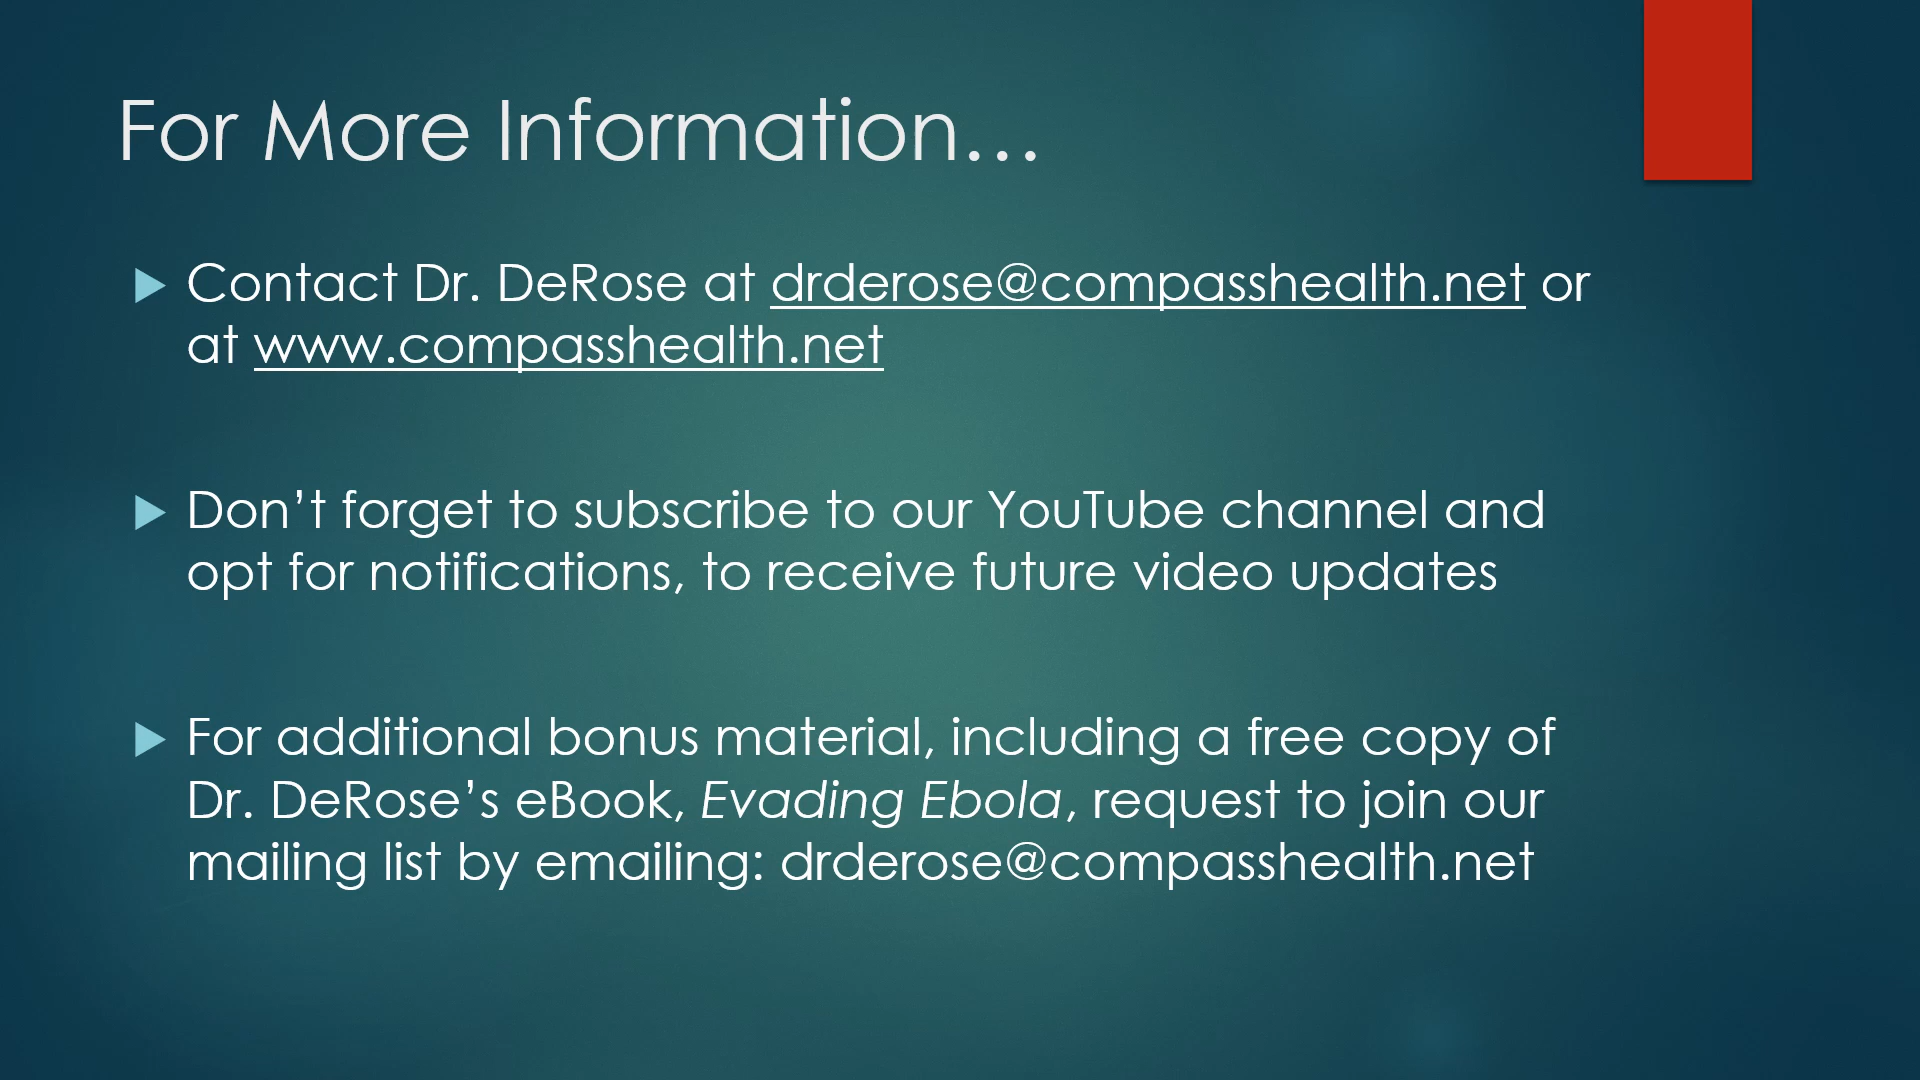 For More Information…
Contact Dr. DeRose at drderose@compasshealth.net or
at www.compasshealth.net
Don’t forget to subscribe to our YouTube channel and
opt for notifications, to receive future video updates
For additional bonus material, including a free copy of
Dr. DeRose’s eBook, Evading Ebola, request to join our
mailing list by emailing: drderose@compasshealth.net